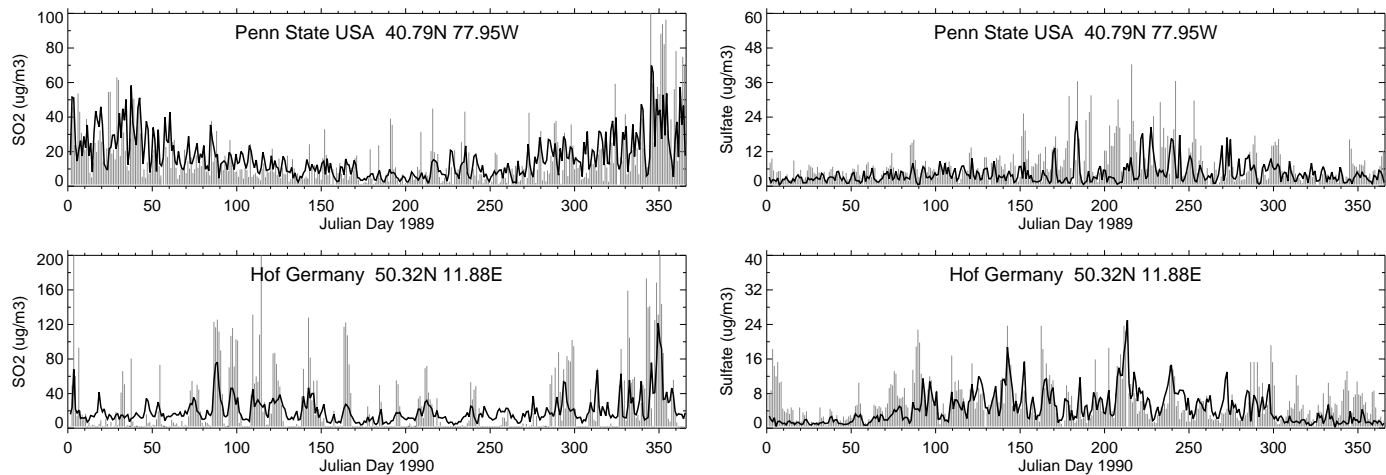 Penn State USA 40.79N 77.95W
SO2 (ug/m3)
100
80
60
40
20
0
0 50 100 150 200 250 300 350
Julian Day 1989
Penn State USA 40.79N 77.95W
Sulfate (ug/m3)
60
48
36
24
12
0
0 50 100 150 200 250 300 350
Julian Day 1989
Hof Germany 50.32N 11.88E
SO2 (ug/m3)
200
160
120
80
40
0
0 50 100 150 200 250 300 350
Julian Day 1990
Hof Germany 50.32N 11.88E
Sulfate (ug/m3)
40
32
24
16
8
0
0 50 100 150 200 250 300 350
Julian Day 1990